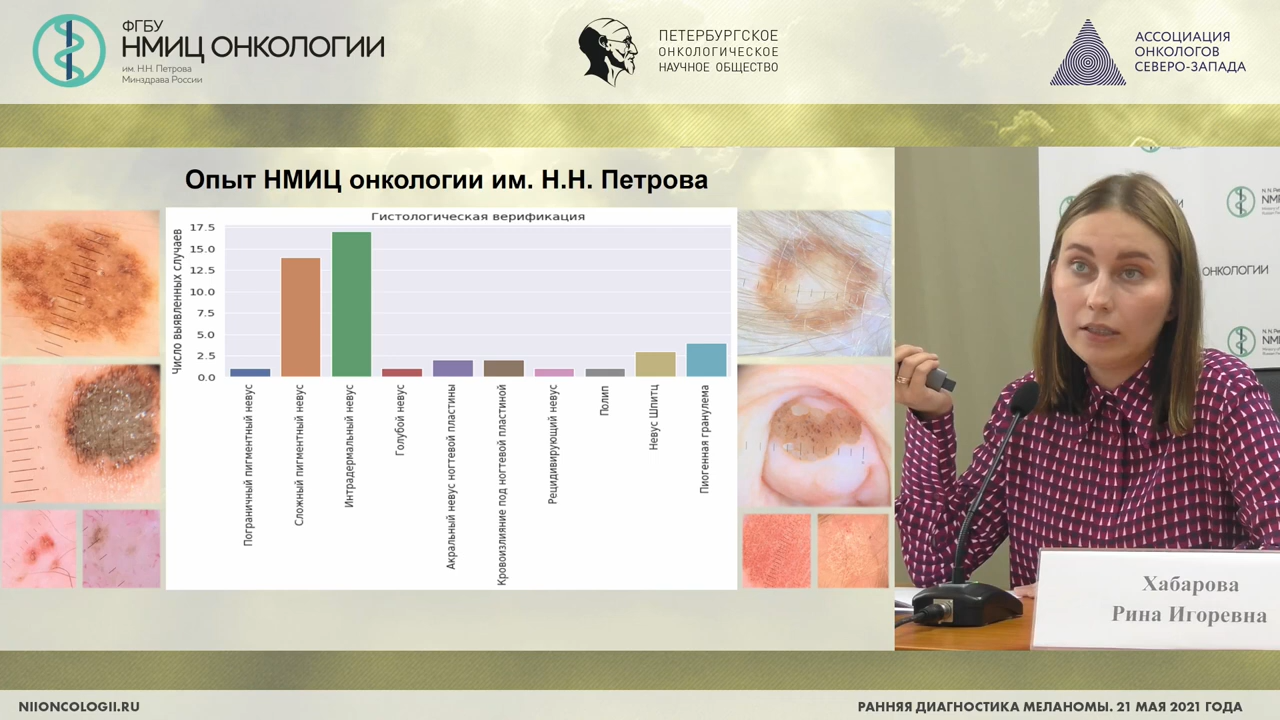 ФГБУ
НМИЦ ОНКОЛОГИИ
им. Н.Н. Петрова
Минздрава России
ПЕТЕРБУРГСКОЕ
ОНКОЛОГИЧЕСКОЕ
НАУЧНОЕ ОБЩЕСТВО
АССОЦИАЦИЯ
ОНКОЛОГОВ
СЕВЕРО-ЗАПАДА
Опыт НМИЦ онкологии им. Н.Н. Петрова
Гистологическая верификация
Число выявленных случаев
17.5
15.0
12.5
10.0
7.5
5.0
2.5
0.0
Пограничный пигментный невус
Сложный пигментный невус
Интрадермальный невус
Голубой невус
Акральный невус ногтевой пластины
Кровоизлияние под ногтевой пластиной
Рецидивирующий невус
Полип
Невус Шпитц
Пиогенная гранулема
ОНКОЛОГИИ
Хабарова
Рина Игоревна
NIIONCOLOGII.RU
РАННЯЯ ДИАГНОСТИКА МЕЛАНОМЫ. 21 МАЯ 2021 ГОДА